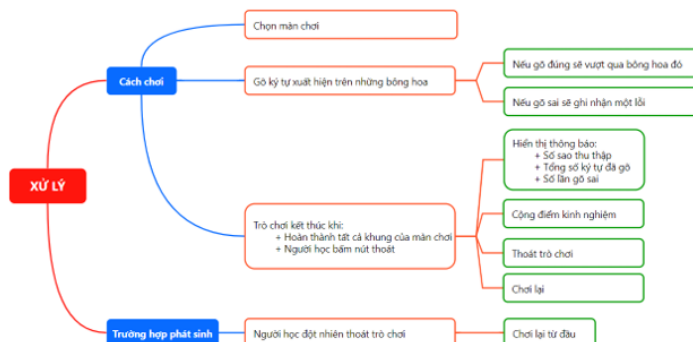 XỬ LÝ
Cách chơi
Chọn màn chơi
Gõ ký tự xuất hiện trên những bông hoa
Nếu gõ đúng sẽ vượt qua bông hoa đó
Nếu gõ sai sẽ ghi nhận một lỗi
Trò chơi kết thúc khi:
+ Hoàn thành tất cả khung của màn chơi
+ Người học bấm nút thoát
Hiển thị thông báo:
+ Số sao thu thập
+ Tổng số ký tự đã gõ
+ Số lần gõ sai
Cộng điểm kinh nghiệm
Thoát trò chơi
Chơi lại
Trường hợp phát sinh
Người học đột nhiên thoát trò chơi
Chơi lại từ đầu